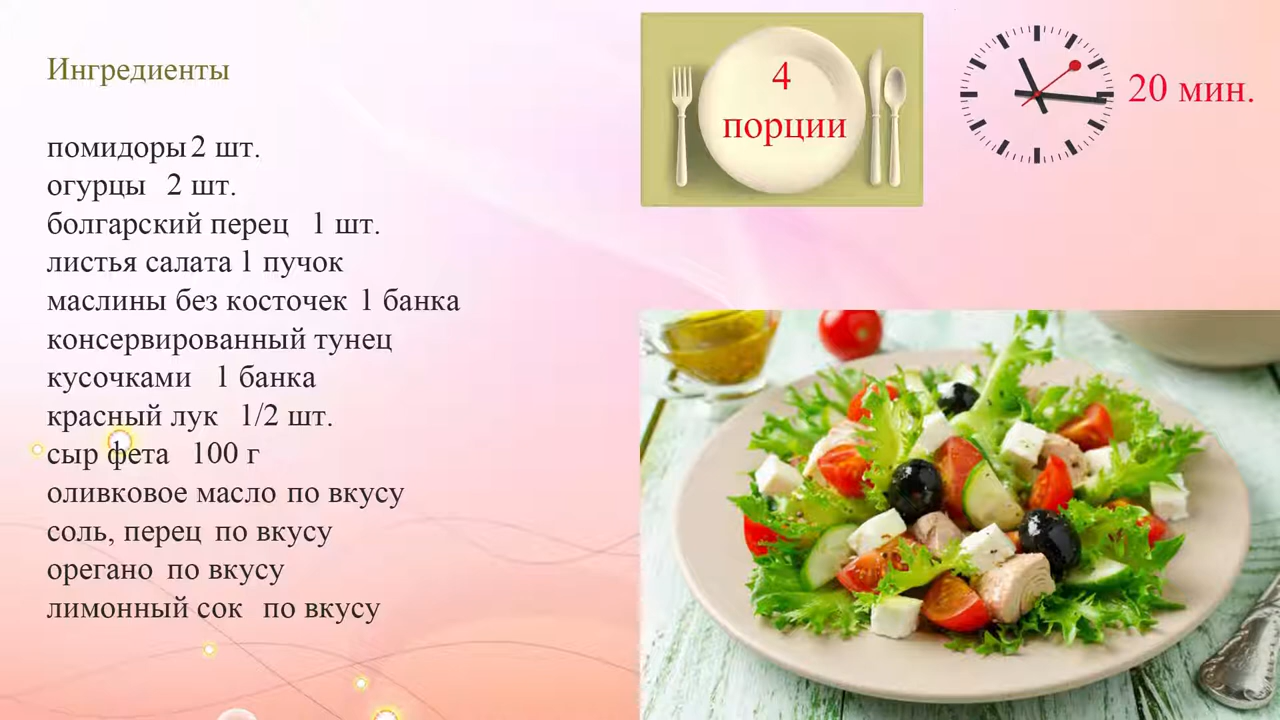 Ингредиенты
помидоры 2 шт.
огурцы 2 шт.
болгарский перец 1 шт.
листья салата 1 пучок
маслины без косточек 1 банка
консервированный тунец
кусочками 1 банка
красный лук 1/2 шт.
сыр фета 100 г
оливковое масло по вкусу
соль, перец по вкусу
орегано по вкусу
лимонный сок по вкусу
4
порции
20 мин.